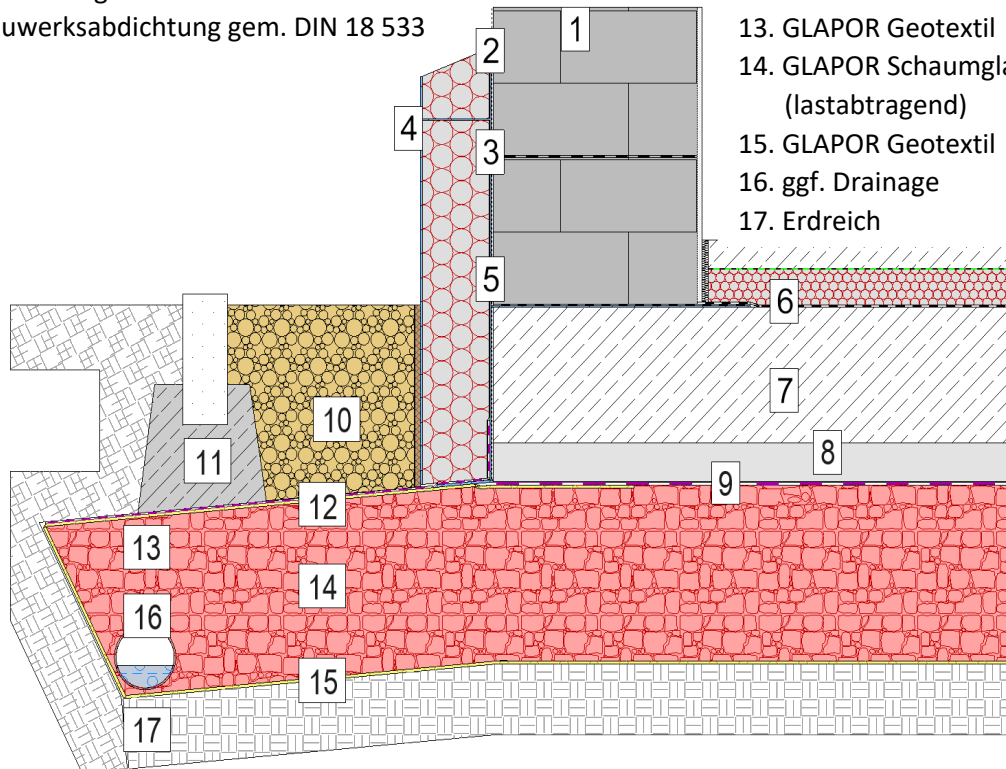 uwerksabdichtung gem. DIN 18 533
13. GLAPOR Geotextil
14. GLAPOR Schaumgla
(lastabtragend)
15. GLAPOR Geotextil
16. ggf. Drainage
17. Erdreich
1
2
4
3
5
6
7
10
8
11
9
12
13
14
16
15
17